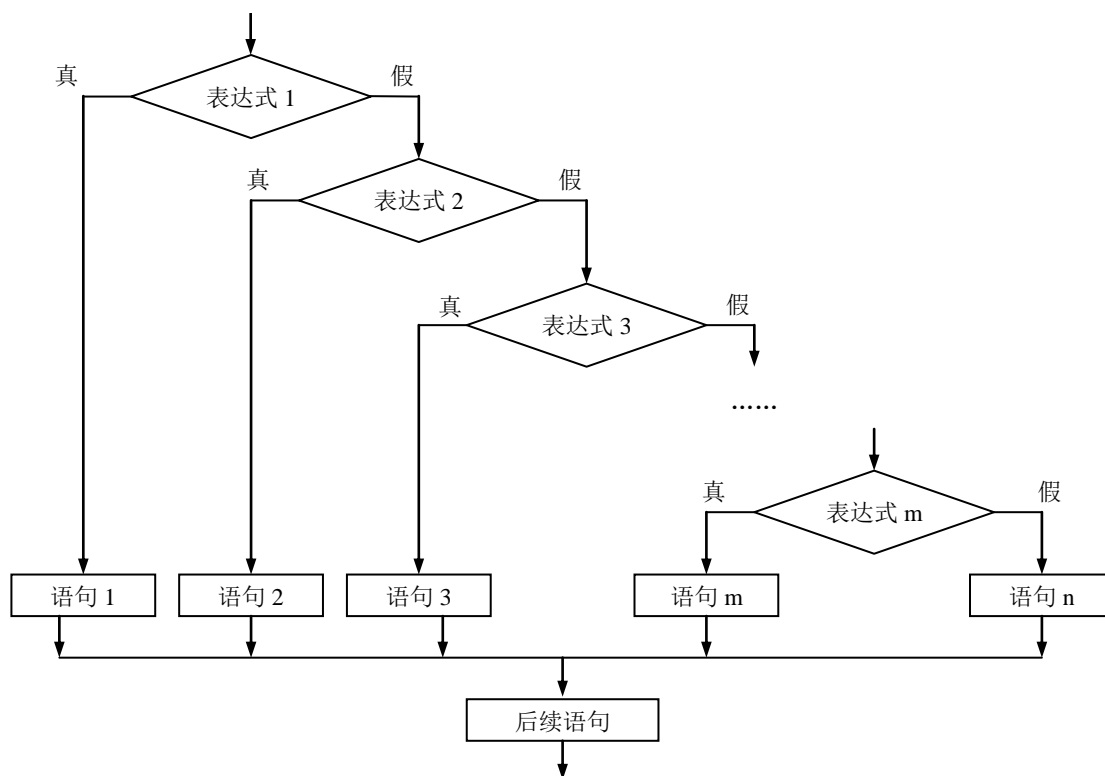 真
假
表达式 1
真
假
表达式 2
真
假
表达式 3
……
真
假
表达式 m
语句 1
语句 2
语句 3
语句 m
语句 n
后续语句